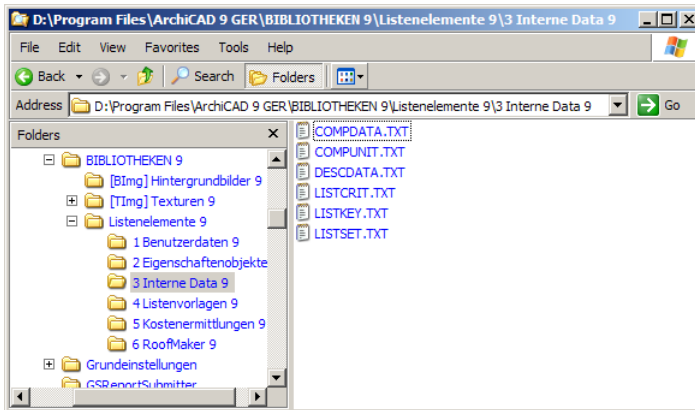 D:\Program Files\ArchiCAD 9 GER\BIBLIOTHEKEN 9\Listenelemente 9\3 Interne Data 9
File Edit View Favorites Tools Help
Back Search Folders
Address D:\Program Files\ArchiCAD 9 GER\BIBLIOTHEKEN 9\Listenelemente 9\3 Interne Data 9 Go
Folders
BIBLIOTHEKEN 9
[BImg] Hintergrundbilder 9
[TImg] Texturen 9
Listenelemente 9
1 Benutzerdaten 9
2 Eigenschaftenobjekte
3 Interne Data 9
4 Listenvorlagen 9
5 Kostenermittlungen 9
6 RoofMaker 9
Grundeinstellungen
GSReportSubmitter
COMPDATA.TXT
COMPUNIT.TXT
DESCDATA.TXT
LISTCRIT.TXT
LISTKEY.TXT
LISTSET.TXT